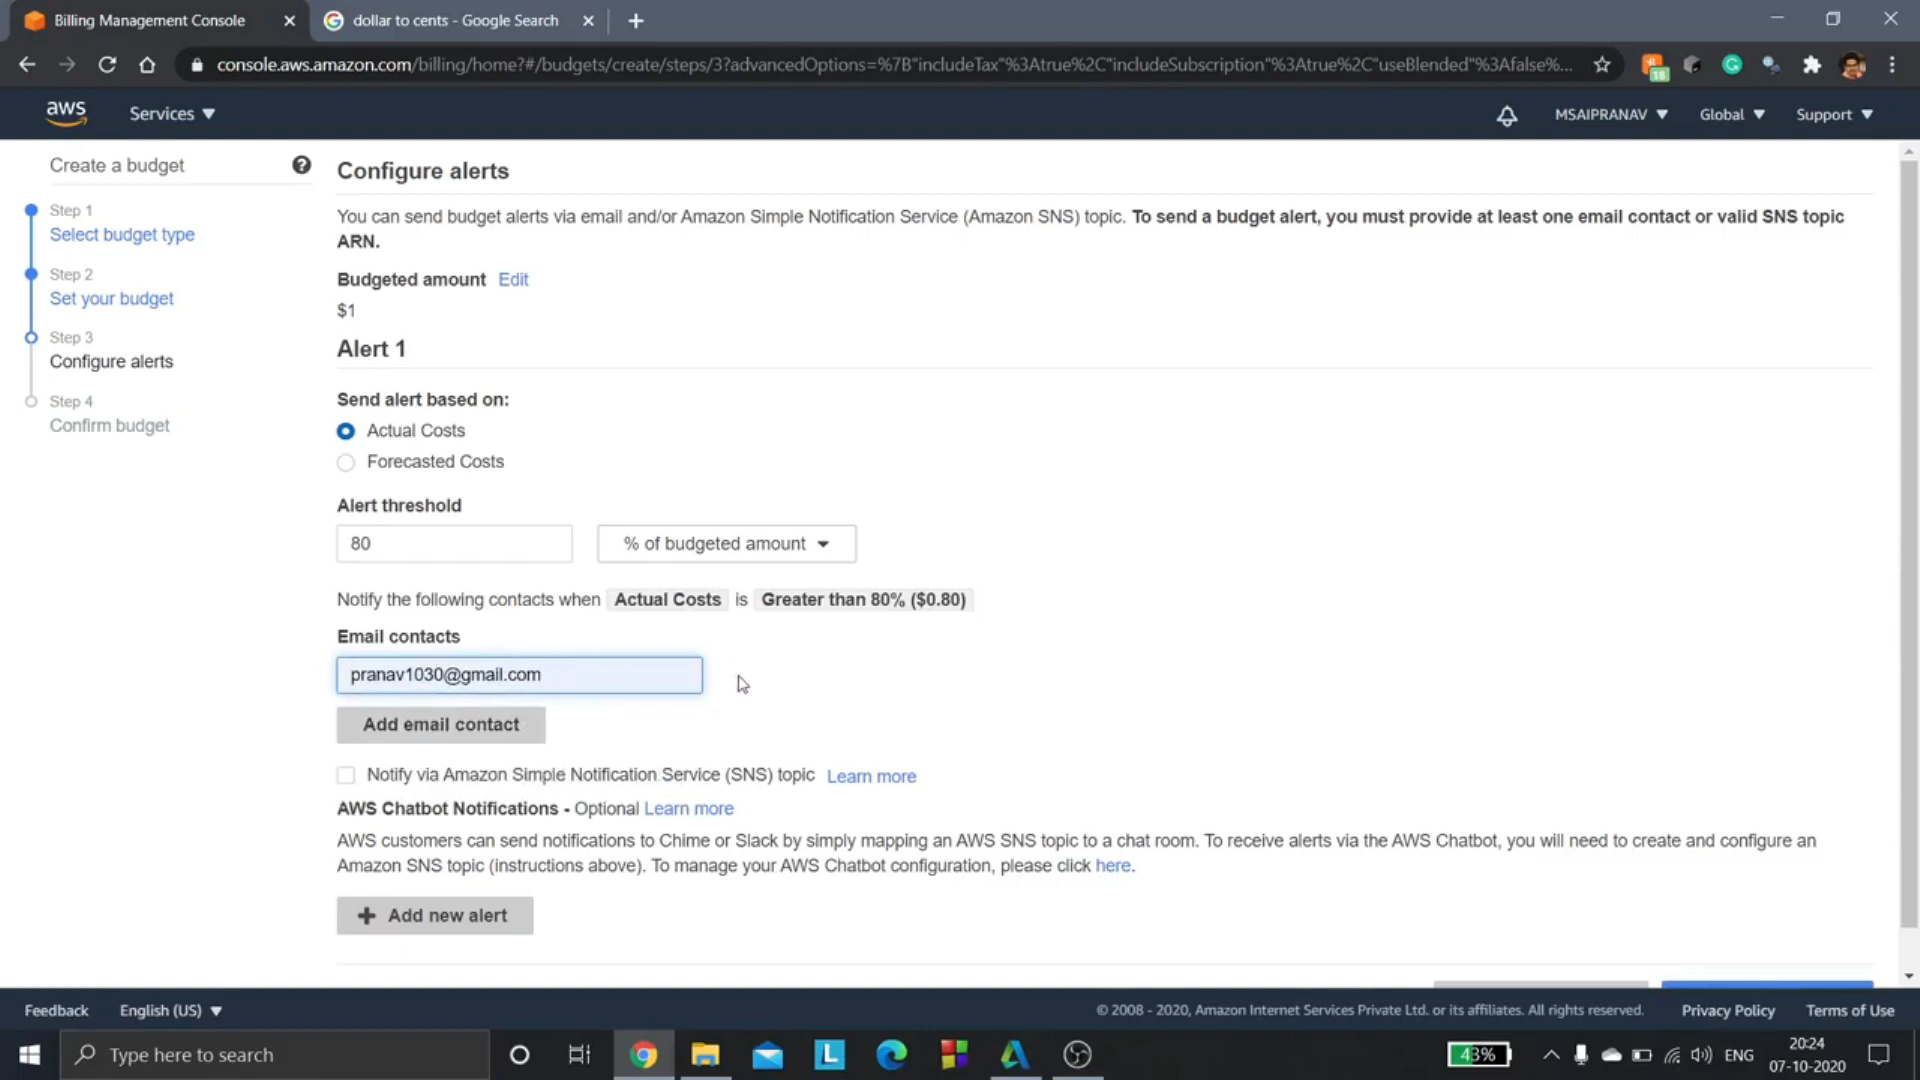 Billing Management Console
dollar to cents - Google Search
console.aws.amazon.com/billing/home?#/budgets/create/steps/3?advancedOptions=%7B"includeTax"%3Atrue%2C"includeSubscription"%3Atrue%2C"useBlended"%3Afalse%...
18
aws
Services
MSAIPRANAV
Global
Support
Create a budget
?
Step 1
Select budget type
Step 2
Set your budget
Step 3
Configure alerts
Step 4
Confirm budget
Configure alerts
You can send budget alerts via email and/or Amazon Simple Notification Service (Amazon SNS) topic. To send a budget alert, you must provide at least one email contact or valid SNS topic
ARN.
Budgeted amount Edit
$1
Alert 1
Send alert based on:
Actual Costs
Forecasted Costs
Alert threshold
80
% of budgeted amount
Notify the following contacts when Actual Costs is Greater than 80% ($0.80)
Email contacts
pranav1030@gmail.com
Add email contact
Notify via Amazon Simple Notification Service (SNS) topic Learn more
AWS Chatbot Notifications - Optional Learn more
AWS customers can send notifications to Chime or Slack by simply mapping an AWS SNS topic to a chat room. To receive alerts via the AWS Chatbot, you will need to create and configure an
Amazon SNS topic (instructions above). To manage your AWS Chatbot configuration, please click here.
Add new alert
Feedback
English (US)
© 2008 - 2020, Amazon Internet Services Private Ltd. or its affiliates. All rights reserved.
Privacy Policy
Terms of Use
Type here to search
L
43%
ENG
20:24
07-10-2020